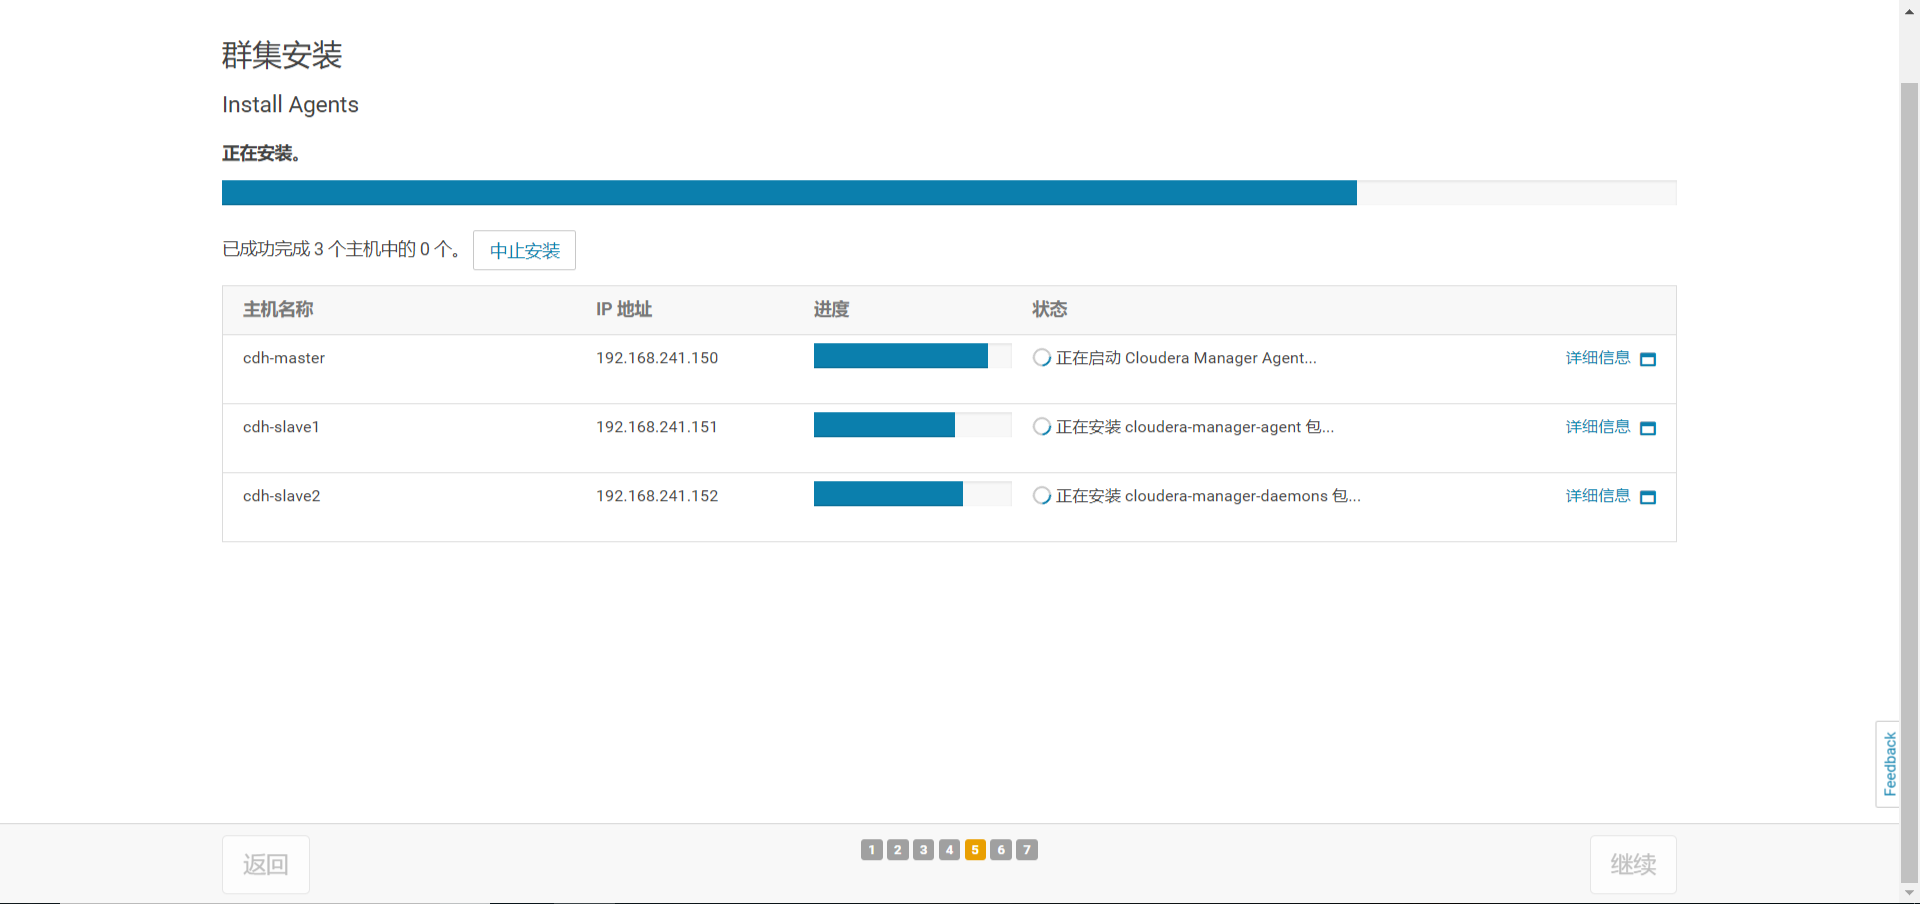 群集安装
Install Agents
正在安装。
已成功完成 3 个主机中的 0 个。 中止安装
主机名称 IP 地址 进度 状态
cdh-master 192.168.241.150 正在启动 Cloudera Manager Agent... 详细信息
cdh-slave1 192.168.241.151 正在安装 cloudera-manager-agent 包... 详细信息
cdh-slave2 192.168.241.152 正在安装 cloudera-manager-daemons 包... 详细信息
Feedback
返回 1 2 3 4 5 6 7 继续